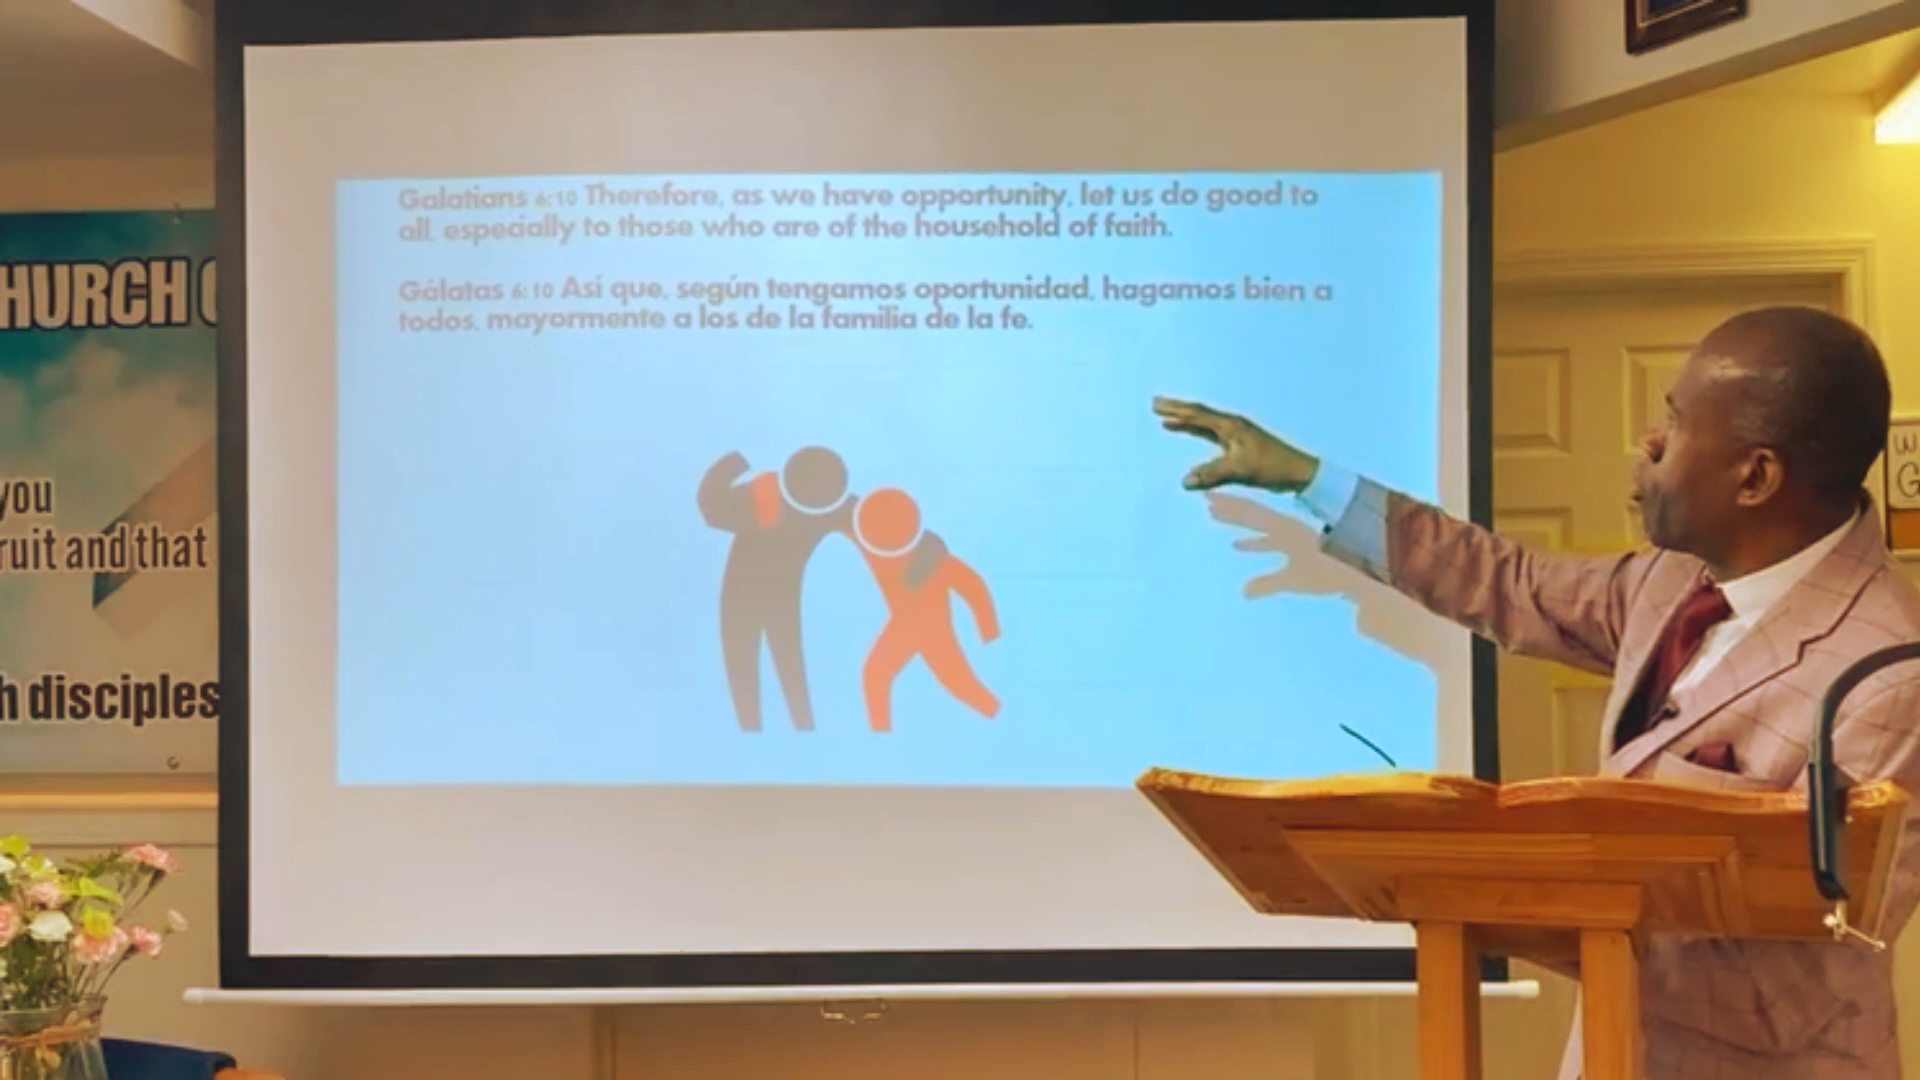 Galatians 6:10 Therefore, as we have opportunity, let us do good to
all, especially to those who are of the household of faith.
Gálatas 6:10 Así que, según tengamos oportunidad, hagamos bien a
todos, mayormente a los de la familia de la fe.
HURCH
you
ruit and that
h disciples
W
G